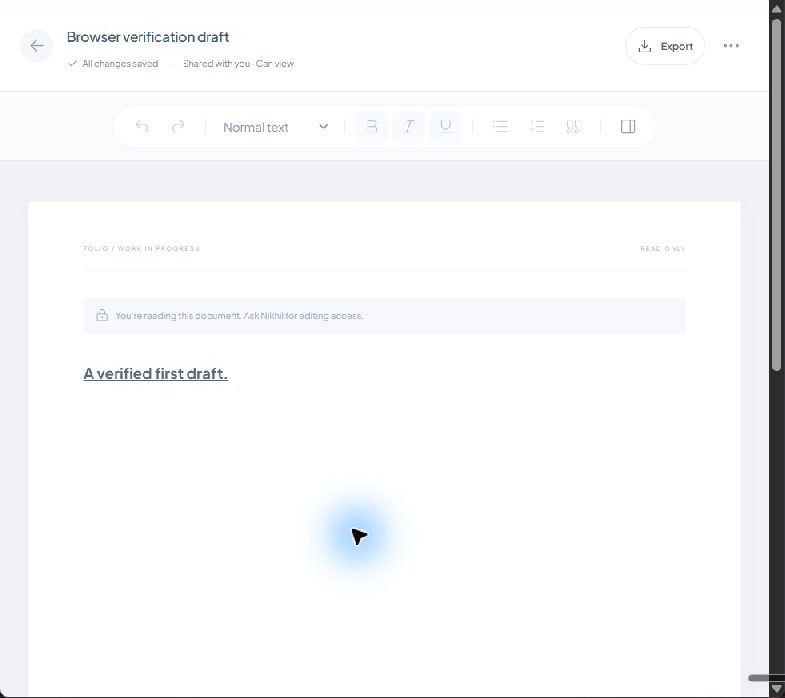 Browser verification draft
All changes saved · Shared with you · Can view
Export
Normal text
B I U
FOLIO / WORK IN PROGRESS
READ ONLY
You're reading this document. Ask Nikhil for editing access.
A verified first draft.